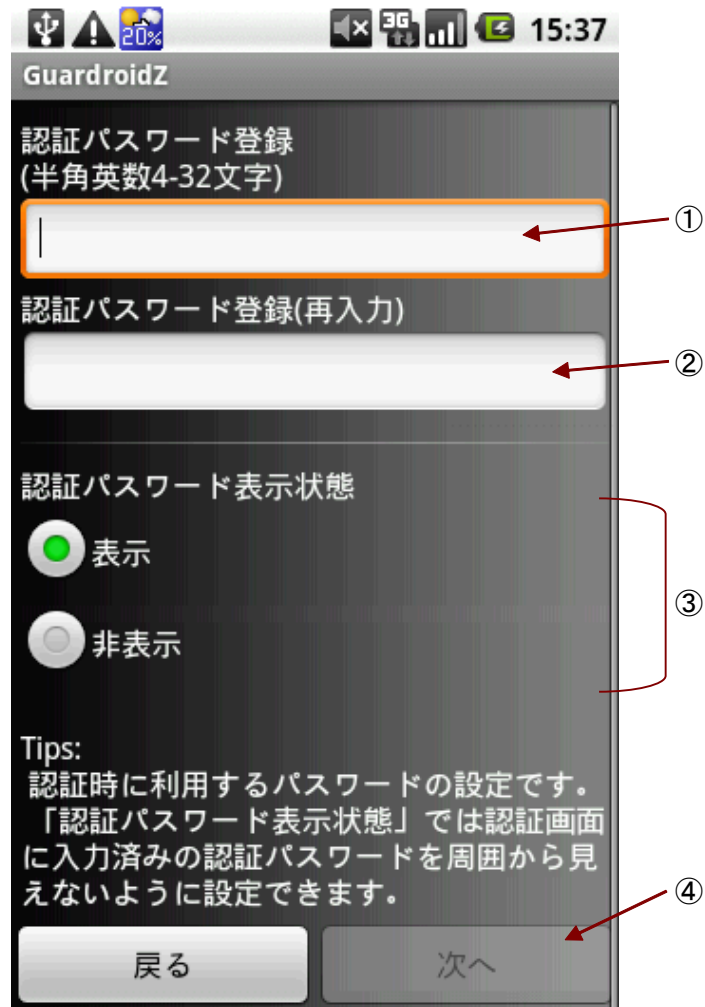 20%
3G
15:37
GuardroidZ
認証パスワード登録
(半角英数4-32文字)
①
認証パスワード登録(再入力)
②
認証パスワード表示状態
表示
③
非表示
Tips:
認証時に利用するパスワードの設定です。
「認証パスワード表示状態」では認証画面
に入力済みの認証パスワードを周囲から見
えないように設定できます。
④
戻る
次へ